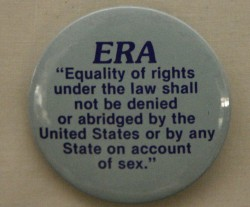 ERA
“Equality of rights
under the law shall
not be denied
or abridged by the
United States or by any
State on account
of sex.”